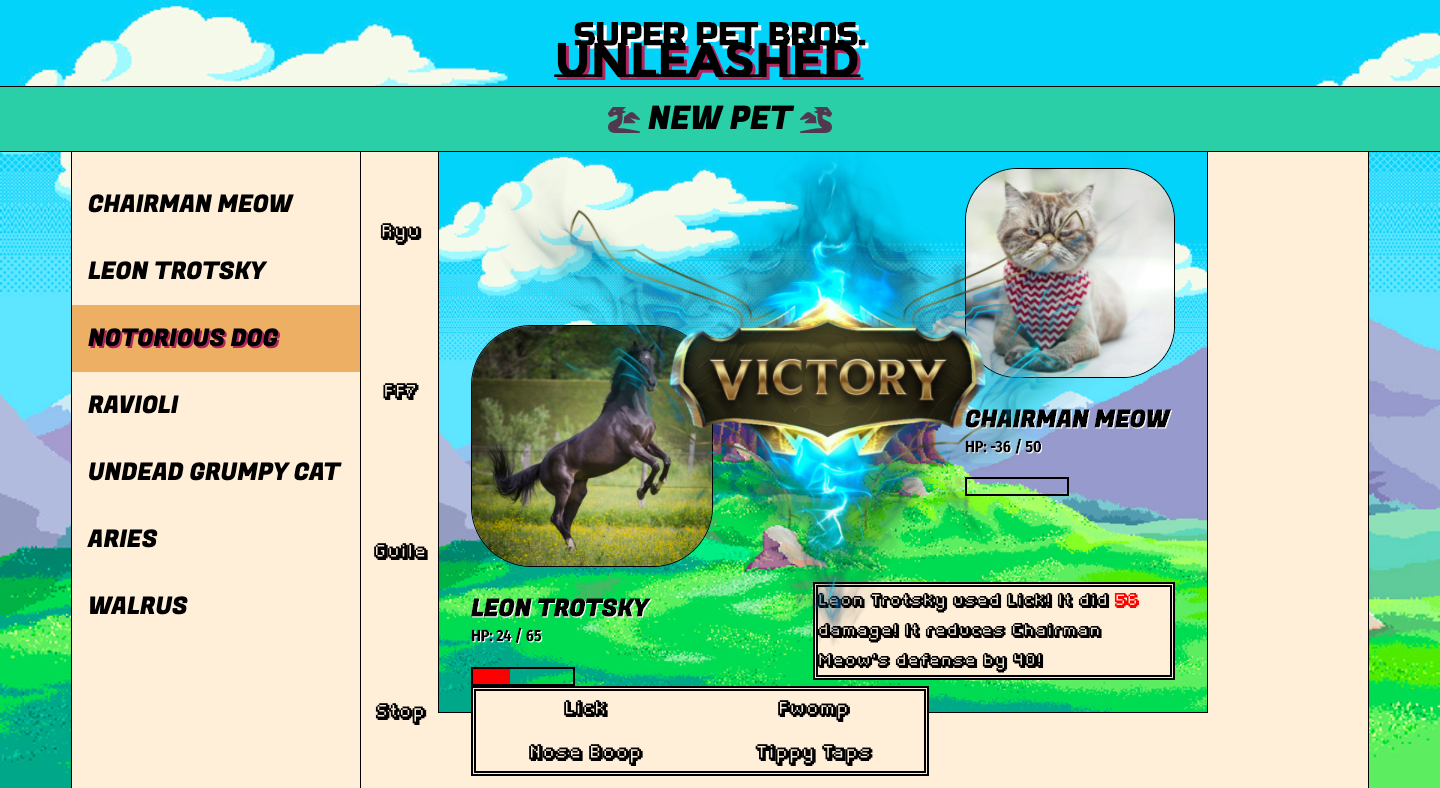 SUPER PET BROS.
UNLEASHED
NEW PET
CHAIRMAN MEOW
LEON TROTSKY
NOTORIOUS DOG
RAVIOLI
UNDEAD GRUMPY CAT
ARIES
WALRUS
Ryu
FF7
Guile
Stop
VICTORY
CHAIRMAN MEOW
HP: -36 / 50
LEON TROTSKY
HP: 24 / 65
Leon Trotsky used Lick! It did 56
damage! It reduces Chairman
Meow's defense by 40!
Lick
Fwomp
Nose Boop
Tippy Taps